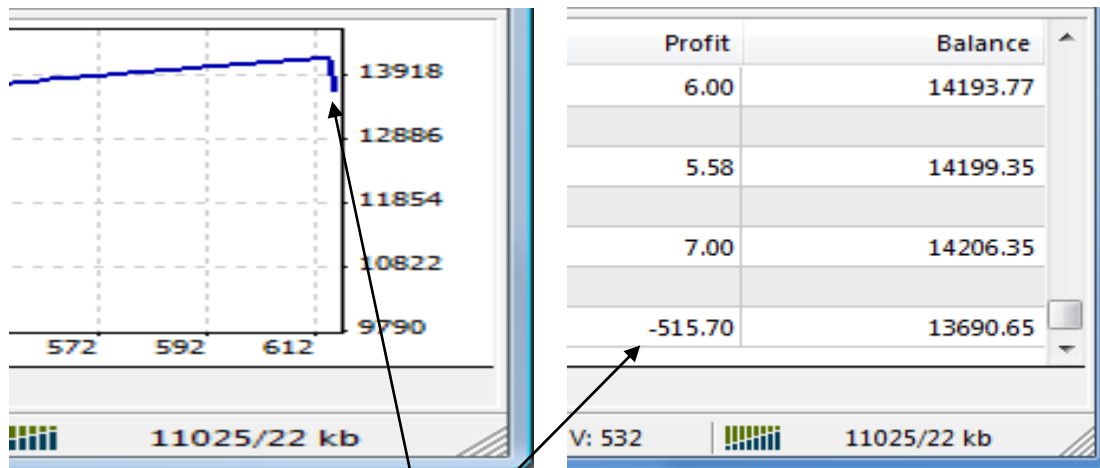 13918
12886
11854
10822
9790
572 592 612
11025/22 kb
Profit Balance
6.00 14193.77
5.58 14199.35
7.00 14206.35
-515.70 13690.65
V: 532 11025/22 kb